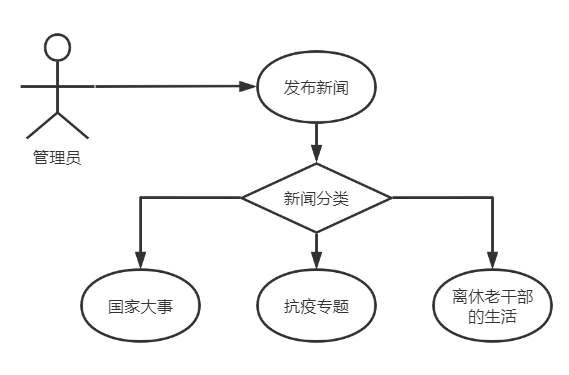 发布新闻
管理员
新闻分类
国家大事
抗疫专题
离休老干部
的生活